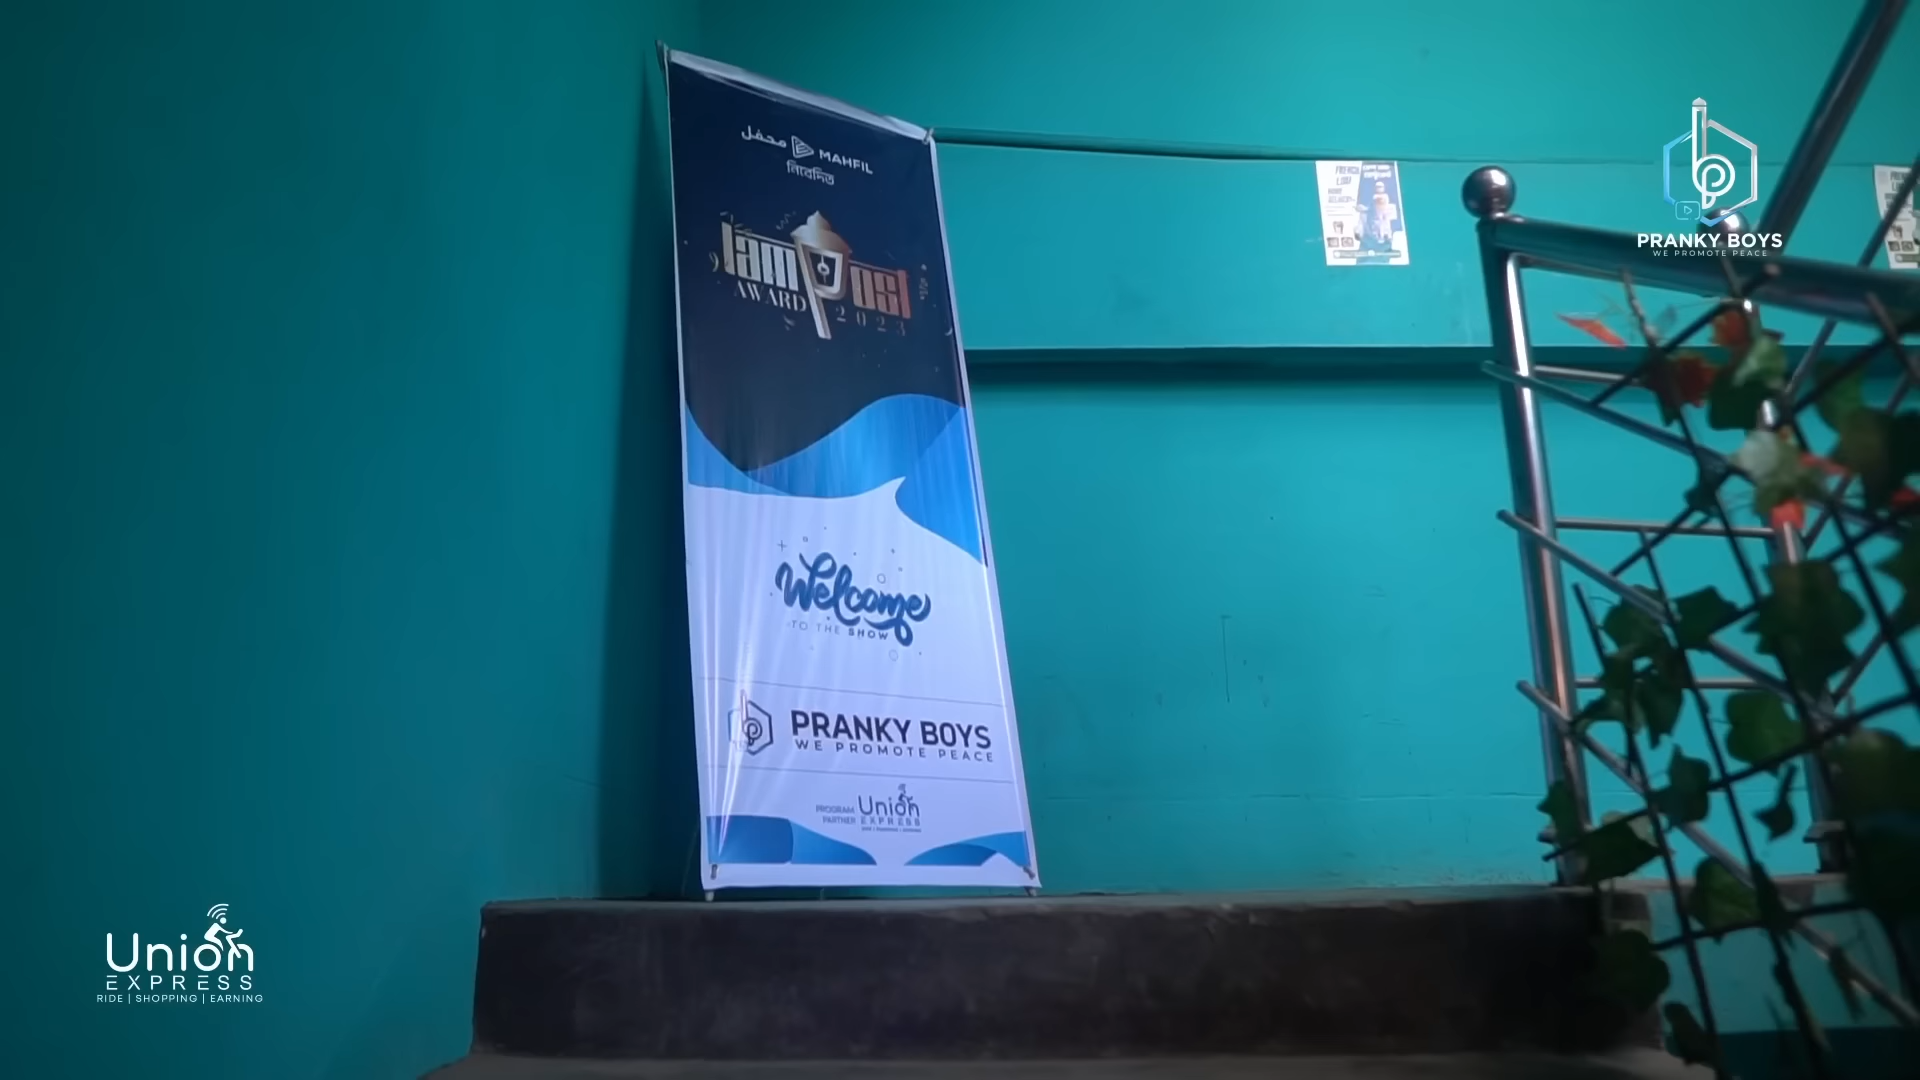 محفل MAHFIL
নিবেদিত
lampost
AWARD 2023
Welcome
TO THE SHOW
PRANKY BOYS
WE PROMOTE PEACE
PROGRAM PARTNER
Union
EXPRESS
PRANKY BOYS
WE PROMOTE PEACE
Union
EXPRESS
RIDE | SHOPPING | EARNING